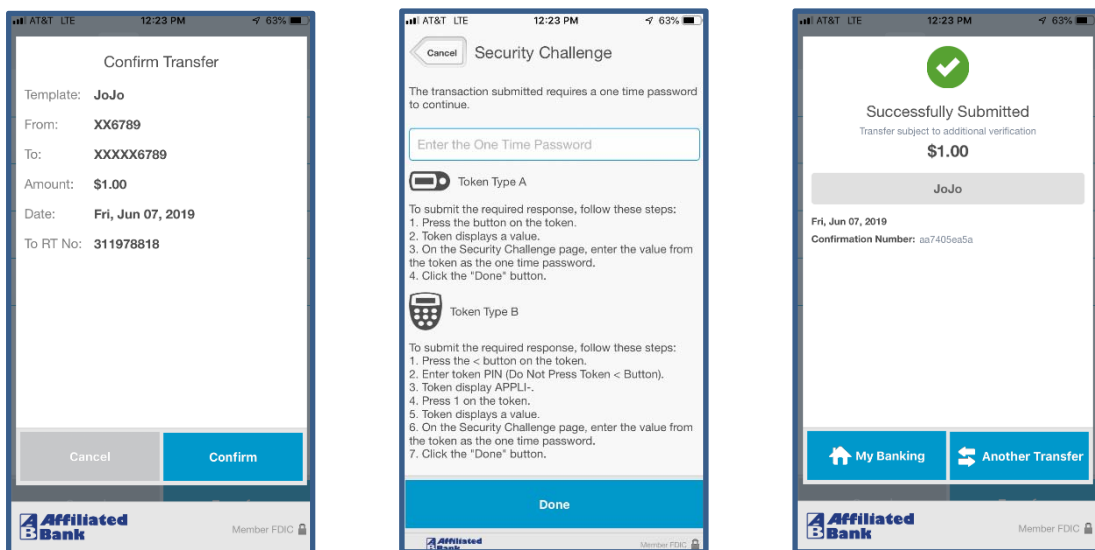 AT&T LTE 12:23 PM 63%
Confirm Transfer
Template: JoJo
From: XX6789
To: XXXXX6789
Amount: $1.00
Date: Fri, Jun 07, 2019
To RT No: 311978818
Cancel Confirm
Affiliated
Bank
Member FDIC
AT&T LTE 12:23 PM 63%
Cancel Security Challenge
The transaction submitted requires a one time password
to continue.
Enter the One Time Password
Token Type A
To submit the required response, follow these steps:
1. Press the button on the token.
2. Token displays a value.
3. On the Security Challenge page, enter the value from
the token as the one time password.
4. Click the "Done" button.
Token Type B
To submit the required response, follow these steps:
1. Press the < button on the token.
2. Enter token PIN (Do Not Press Token < Button).
3. Token display APPLI-.
4. Press 1 on the token.
5. Token displays a value.
6. On the Security Challenge page, enter the value from
the token as the one time password.
7. Click the "Done" button.
Done
Affiliated
Bank
Member FDIC
AT&T LTE 12:23 PM 63%
Successfully Submitted
Transfer subject to additional verification
$1.00
JoJo
Fri, Jun 07, 2019
Confirmation Number: aa7405ea5a
My Banking Another Transfer
Affiliated
Bank
Member FDIC